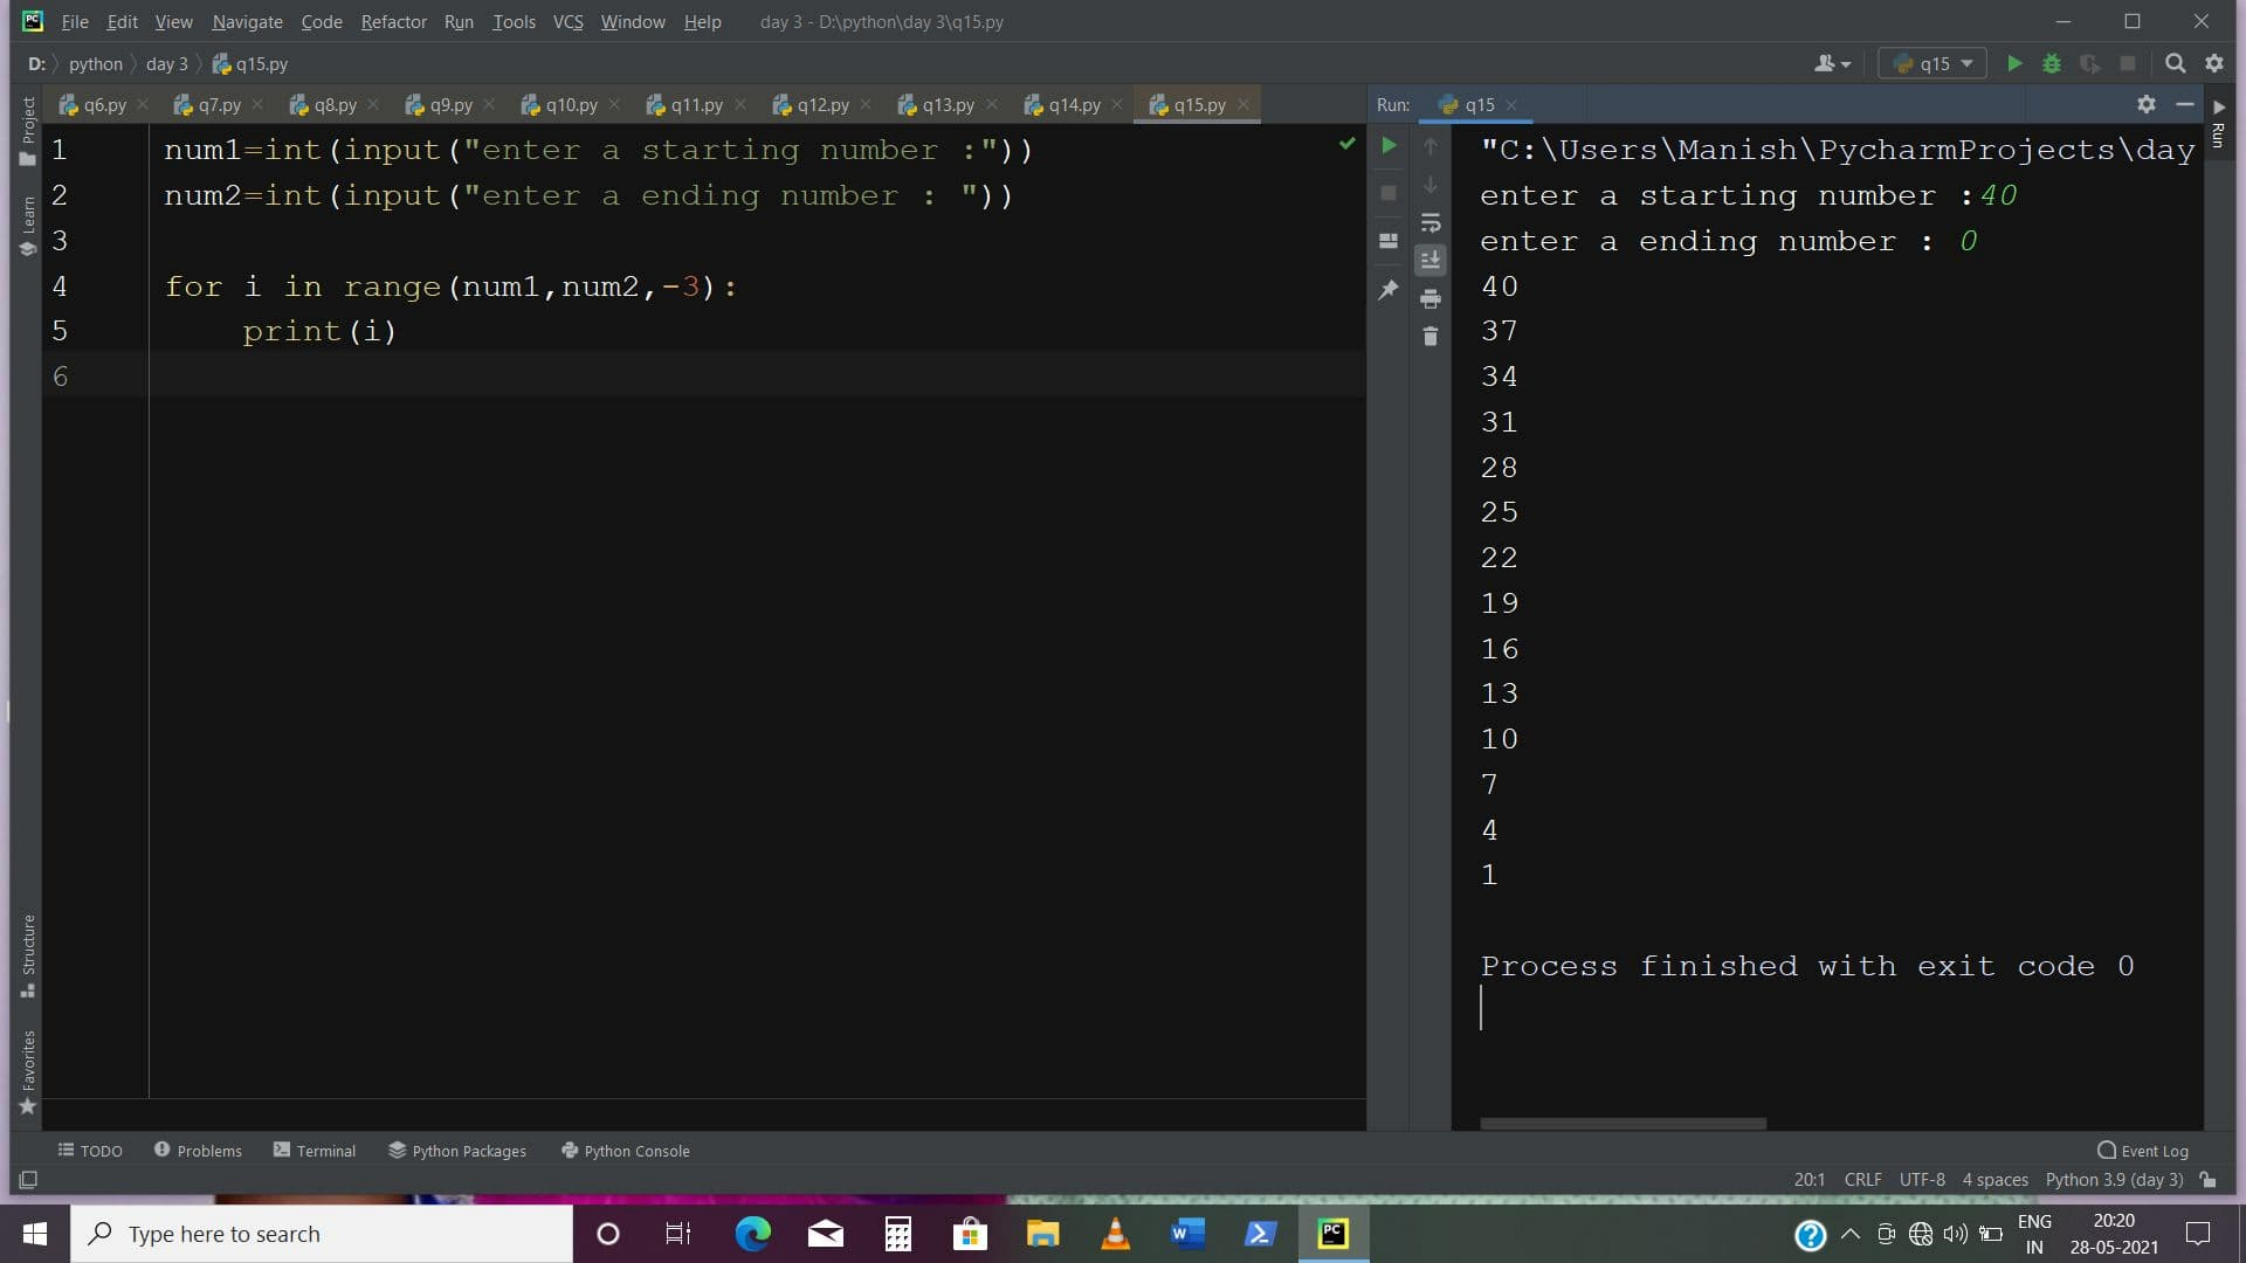 File Edit View Navigate Code Refactor Run Tools VCS Window Help day 3 - D:\python\day 3\q15.py
D: python day 3 q15.py q15
q6.py q7.py q8.py q9.py q10.py q11.py q12.py q13.py q14.py q15.py
Run: q15
Project
Learn
Structure
Favorites
Run
1 num1=int(input("enter a starting number :"))
2 num2=int(input("enter a ending number : "))
3
4 for i in range(num1,num2,-3):
5 print(i)
6
"C:\Users\Manish\PycharmProjects\day
enter a starting number :40
enter a ending number : 0
40
37
34
31
28
25
22
19
16
13
10
7
4
1
Process finished with exit code 0
TODO Problems Terminal Python Packages Python Console Event Log
20:1 CRLF UTF-8 4 spaces Python 3.9 (day 3)
Type here to search
ENG
IN
20:20
28-05-2021